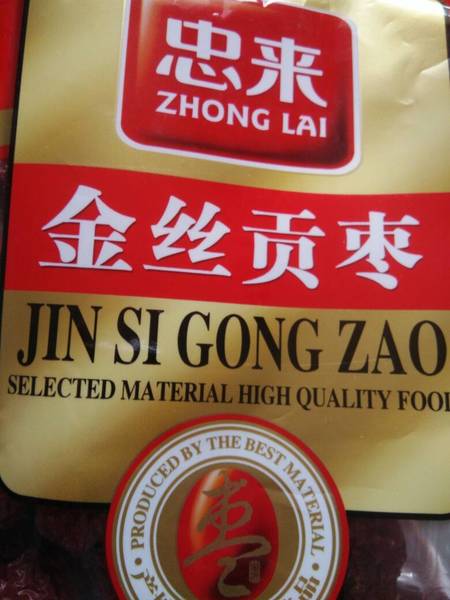 忠来
ZHONG LAI
金丝贡枣
JIN SI GONG ZAO
SELECTED MATERIAL HIGH QUALITY FOOD
PRODUCED BY THE BEST MATERIAL
枣